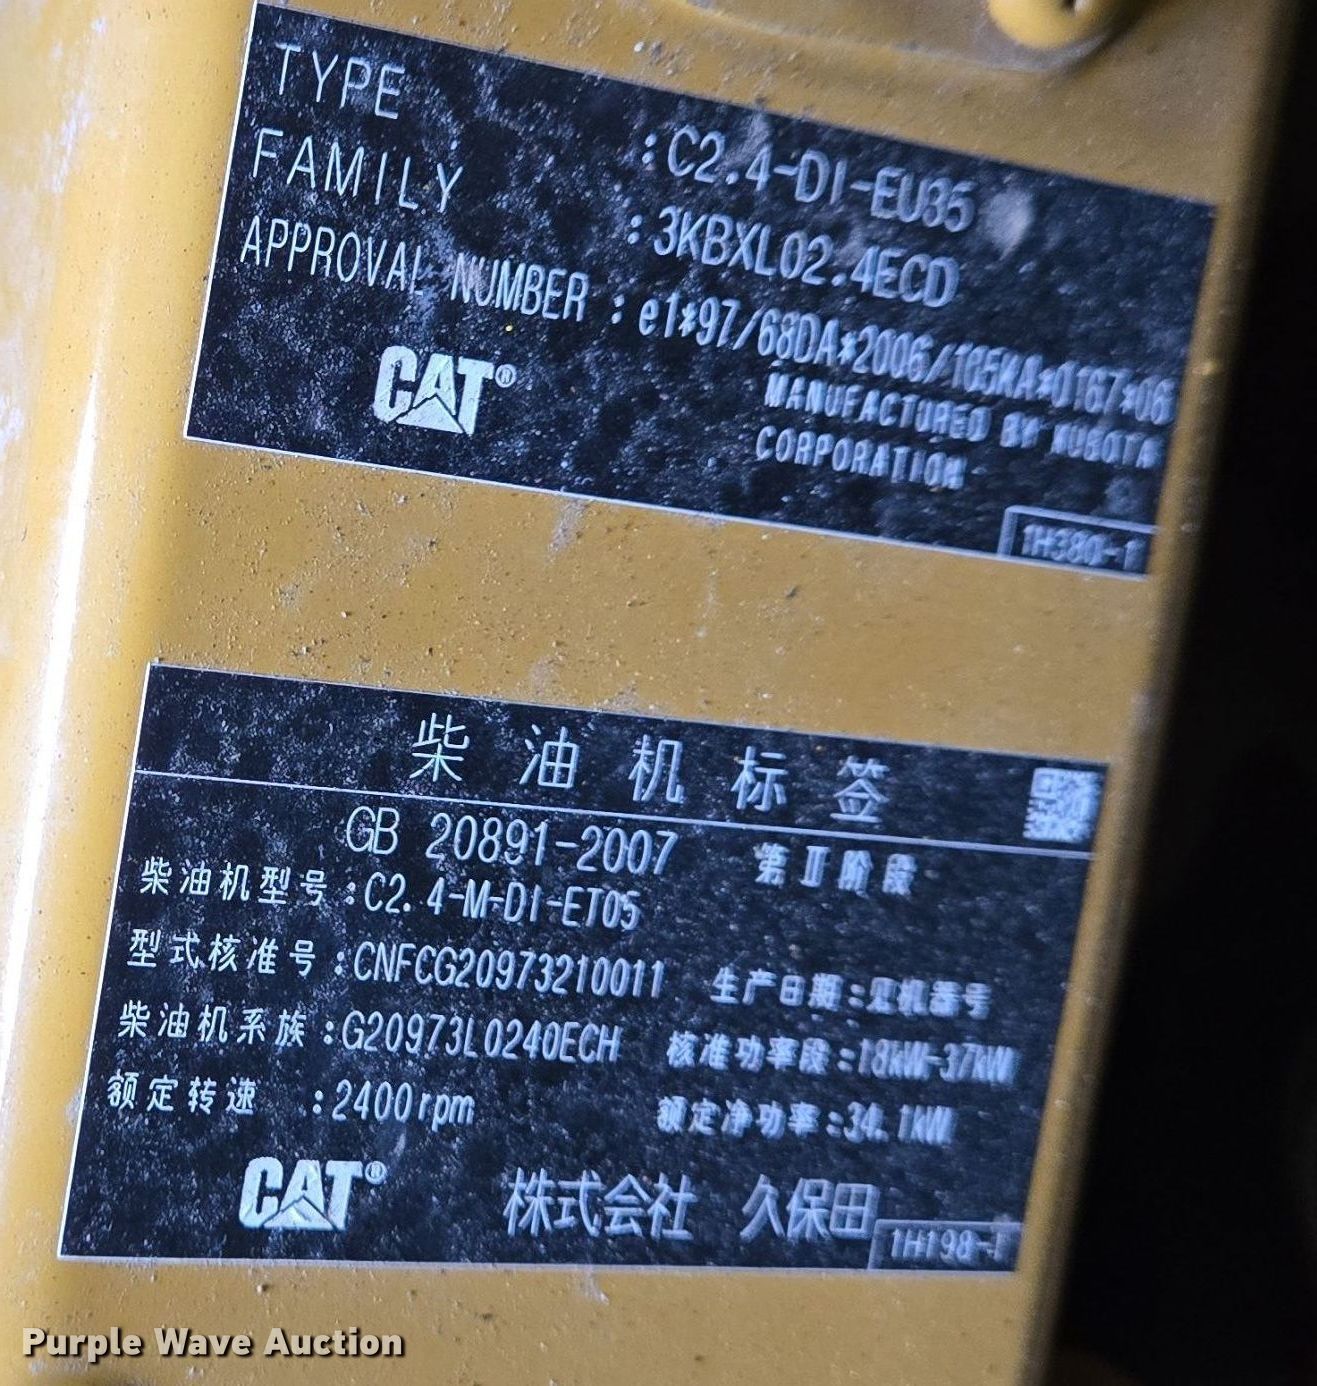 TYPE : C2.4-DI-EU35
FAMILY : 3KBXL02.4ECD
APPROVAL NUMBER : e1*97/68DA*2006/105KA*0167*06
CAT®
MANUFACTURED BY KUBOTA
CORPORATION
1H380-1
柴油机标签
GB 20891-2007 第Ⅱ阶段
柴油机型号:C2.4-M-DI-ET05
型式核准号:CNFCG20973210011 生产日期:见机器号
柴油机系族:G20973L0240ECH 核准功率段:18kW-37kW
额定转速 :2400rpm 额定净功率:34.1kW
CAT® 株式会社 久保田
1H198-1
Purple Wave Auction